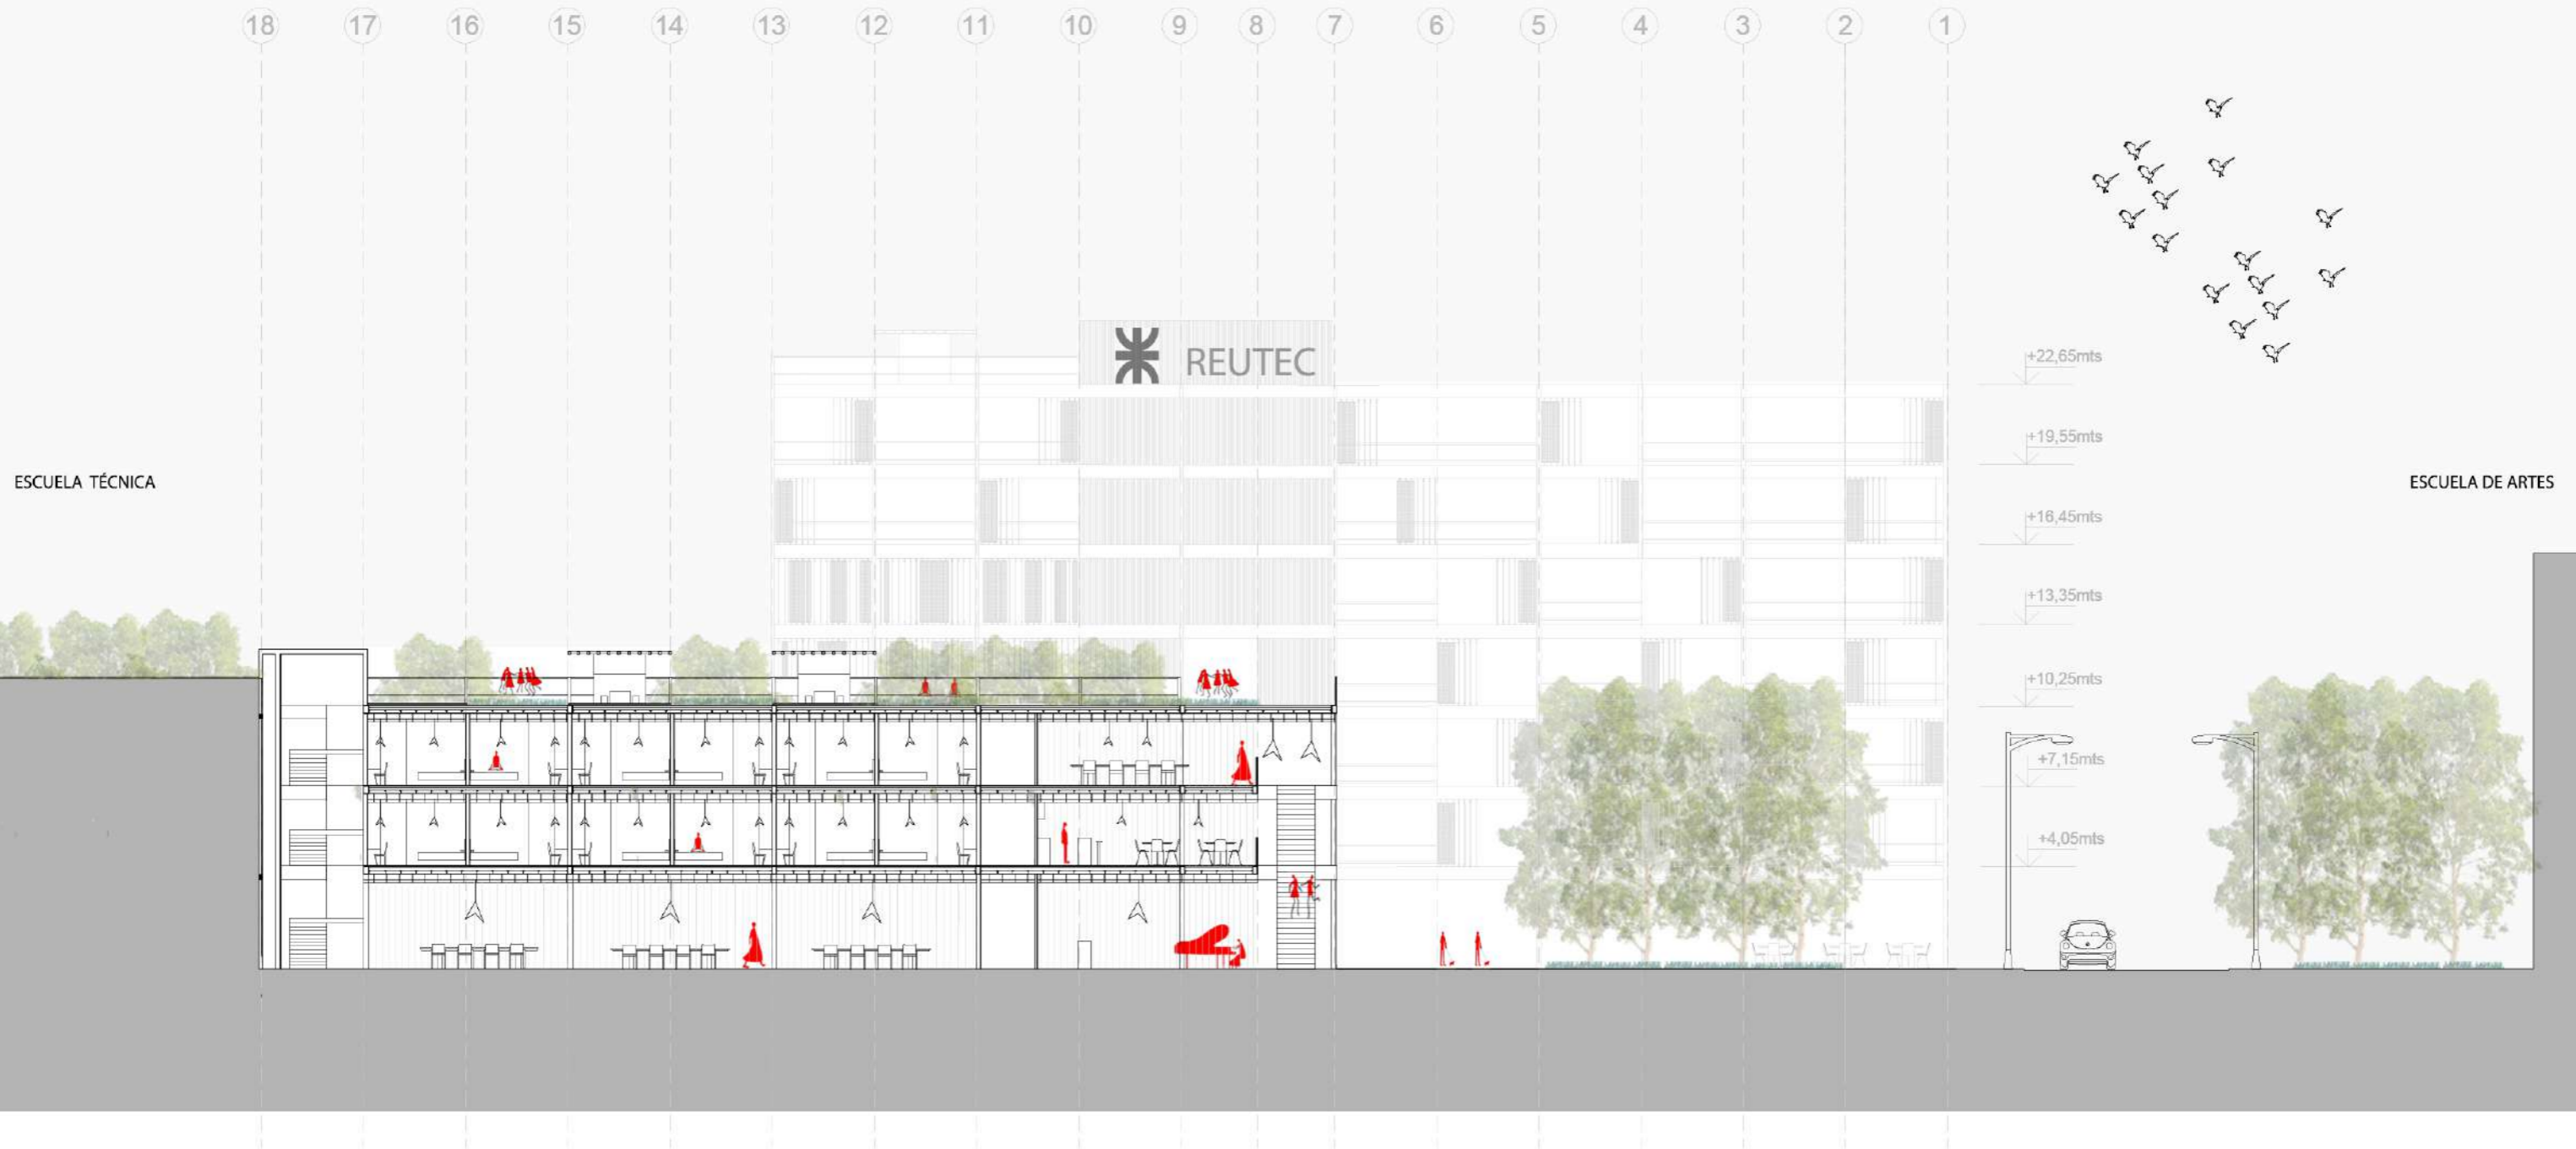 18 17 16 15 14 13 12 11 10 9 8 7 6 5 4 3 2 1
REUTEC
+22,65mts
+19,55mts
ESCUELA TÉCNICA
ESCUELA DE ARTES
+16,45mts
+13,35mts
+10,25mts
+7,15mts
+4,05mts